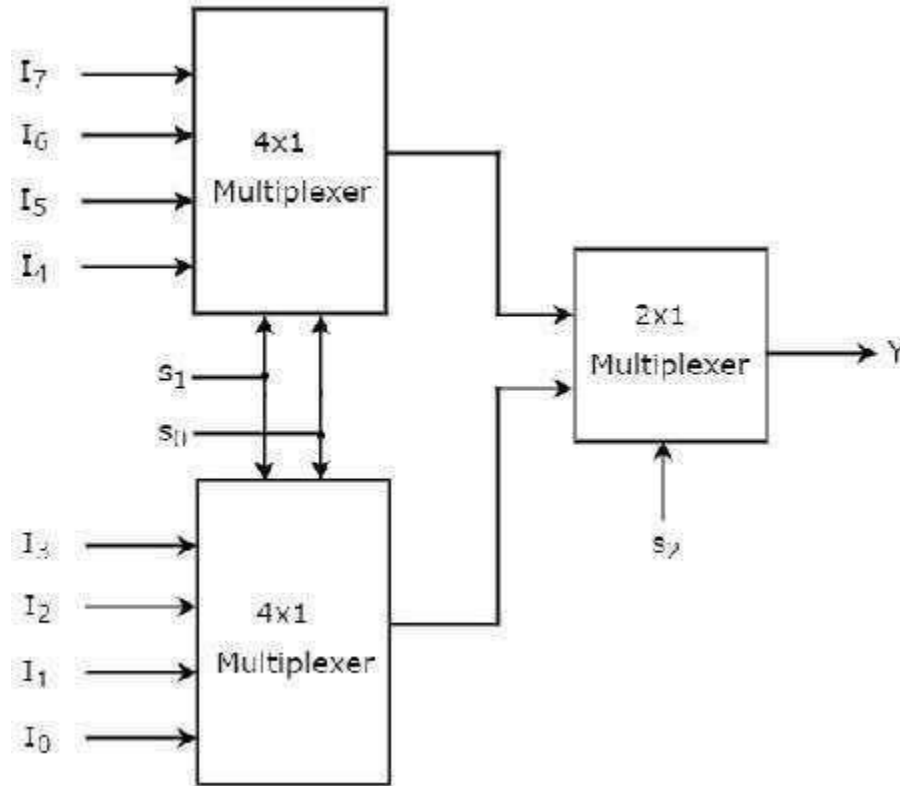 I₇
I₆
I₅
I₄
4x1
Multiplexer
s₁
s₀
I₃
I₂
I₁
I₀
4x1
Multiplexer
2x1
Multiplexer
s₂
Y